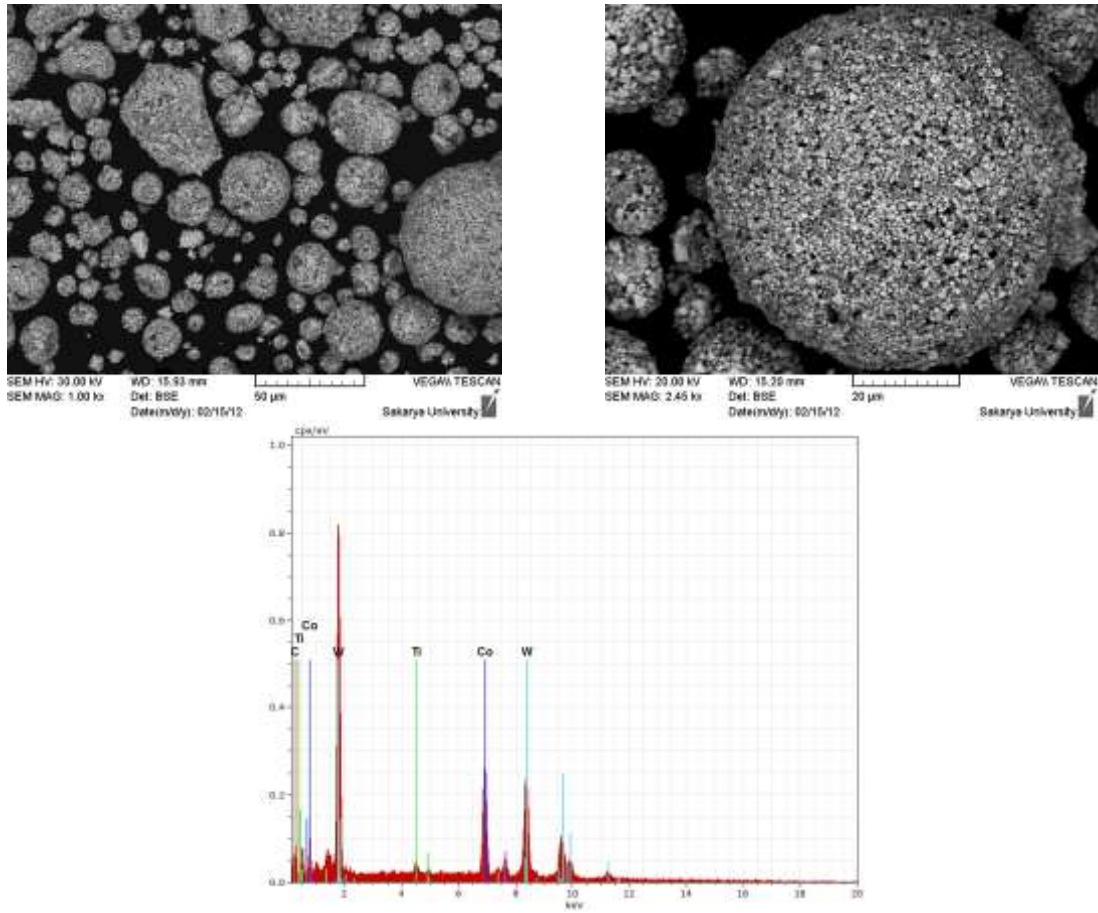 SEM HV: 30.00 kV WD: 15.93 mm VEGA\\ TESCAN
SEM MAG: 1.00 kx Det: BSE 50 µm
Date(m/d/y): 02/15/12 Sakarya University
SEM HV: 20.00 kV WD: 15.20 mm VEGA\\ TESCAN
SEM MAG: 2.45 kx Det: BSE 20 µm
Date(m/d/y): 02/15/12 Sakarya University
cps/eV
1.0
0.8
0.6
Co
Ti
C W Ti Co W
0.4
0.2
0.0
2 4 6 8 10 12 14 16 18 20
keV